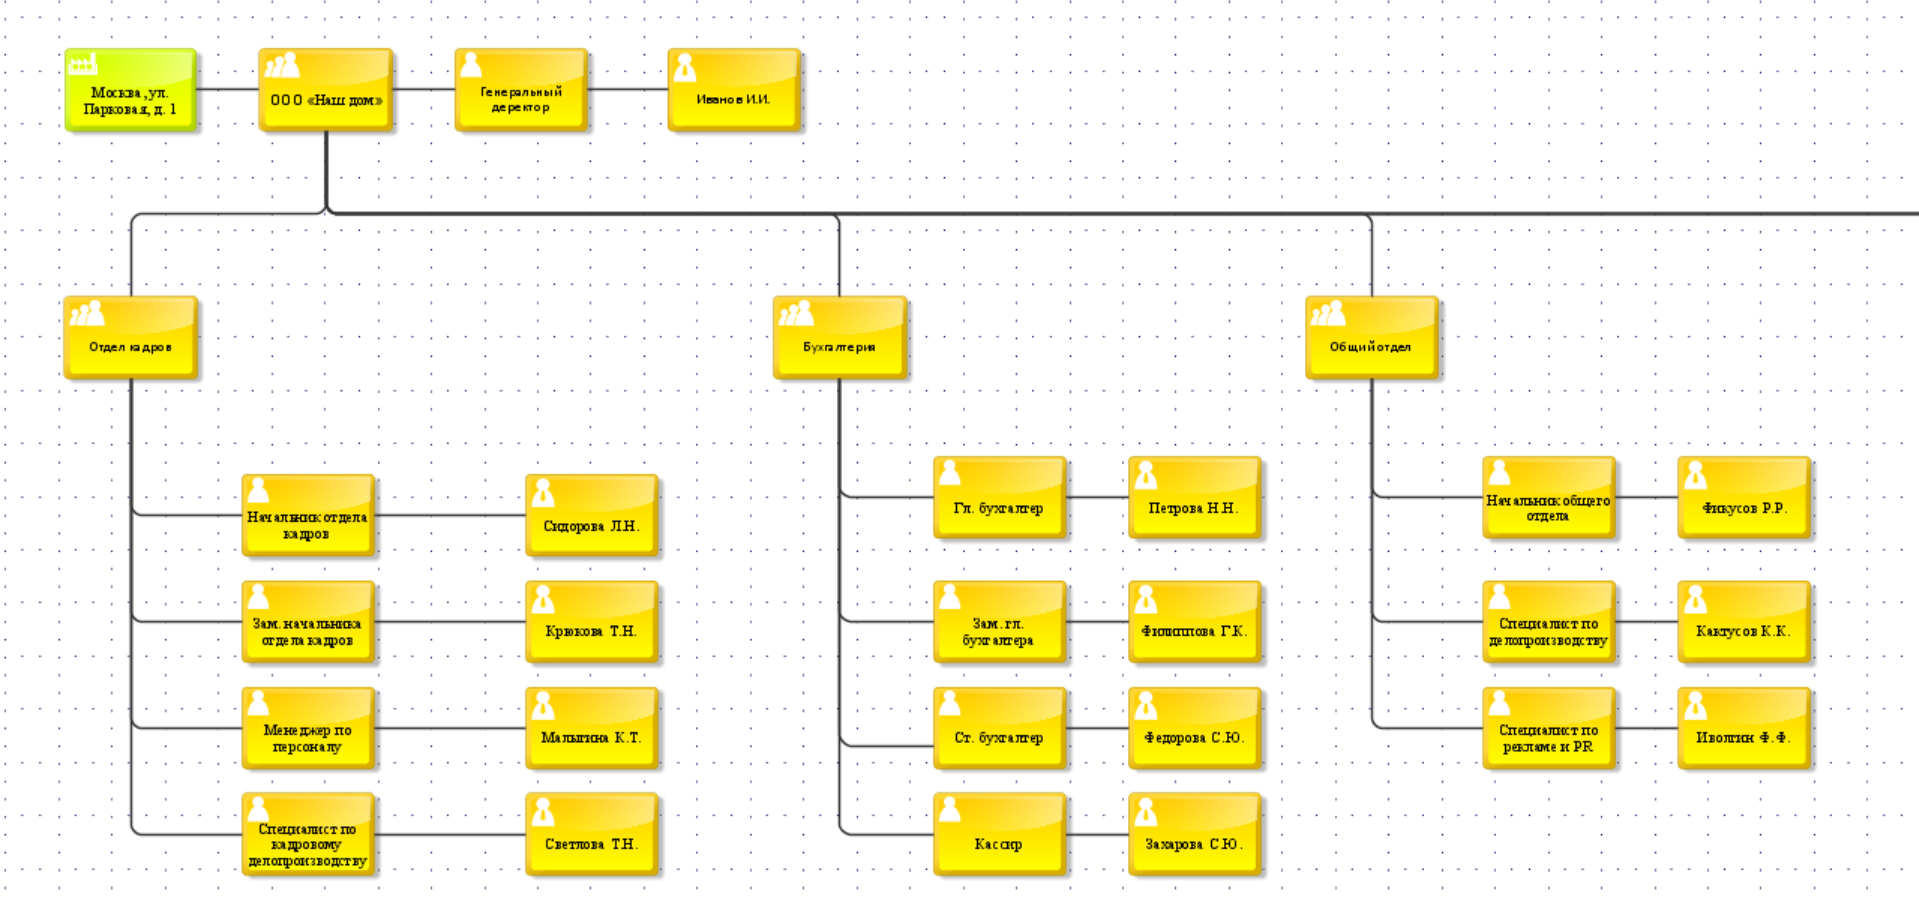 Москва, ул.
Парковая, д. 1
ООО «Наш дом»
Генеральный
деректор
Иванов И.И.
Отдел кадров
Бухгалтерия
Общий отдел
Начальник отдела
кадров
Сидорова Л.Н.
Зам. начальника
отдела кадров
Крюкова Т.Н.
Менеджер по
персоналу
Малыгина К.Т.
Специалист по
кадровому
делопроизводству
Светлова Т.Н.
Гл. бухгалтер
Петрова Н.Н.
Зам. гл.
бухгалтера
Филиппова Г.К.
Ст. бухгалтер
Федорова С.Ю.
Кассир
Захарова С.Ю.
Начальник общего
отдела
Фикусов Р.Р.
Специалист по
делопроизводству
Кактусов К.К.
Специалист по
рекламе и PR
Иволгин Ф.Ф.